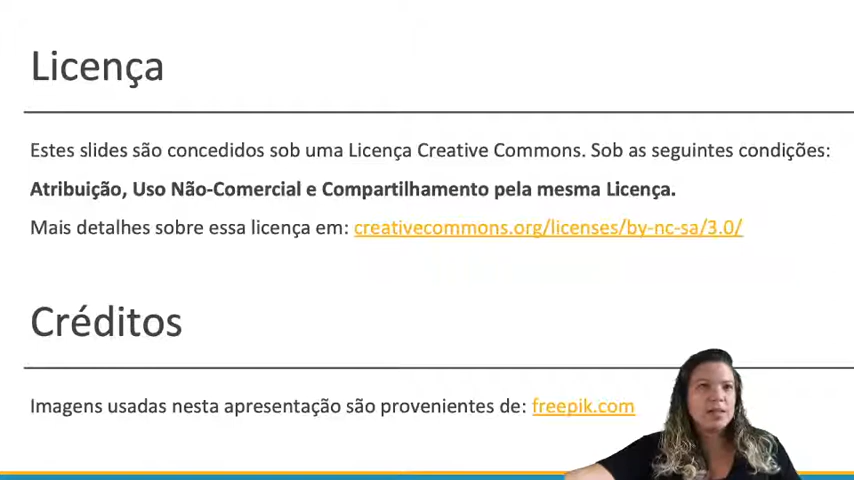 Licença
Estes slides são concedidos sob uma Licença Creative Commons. Sob as seguintes condições:
Atribuição, Uso Não-Comercial e Compartilhamento pela mesma Licença.
Mais detalhes sobre essa licença em: creativecommons.org/licenses/by-nc-sa/3.0/
Créditos
Imagens usadas nesta apresentação são provenientes de: freepik.com